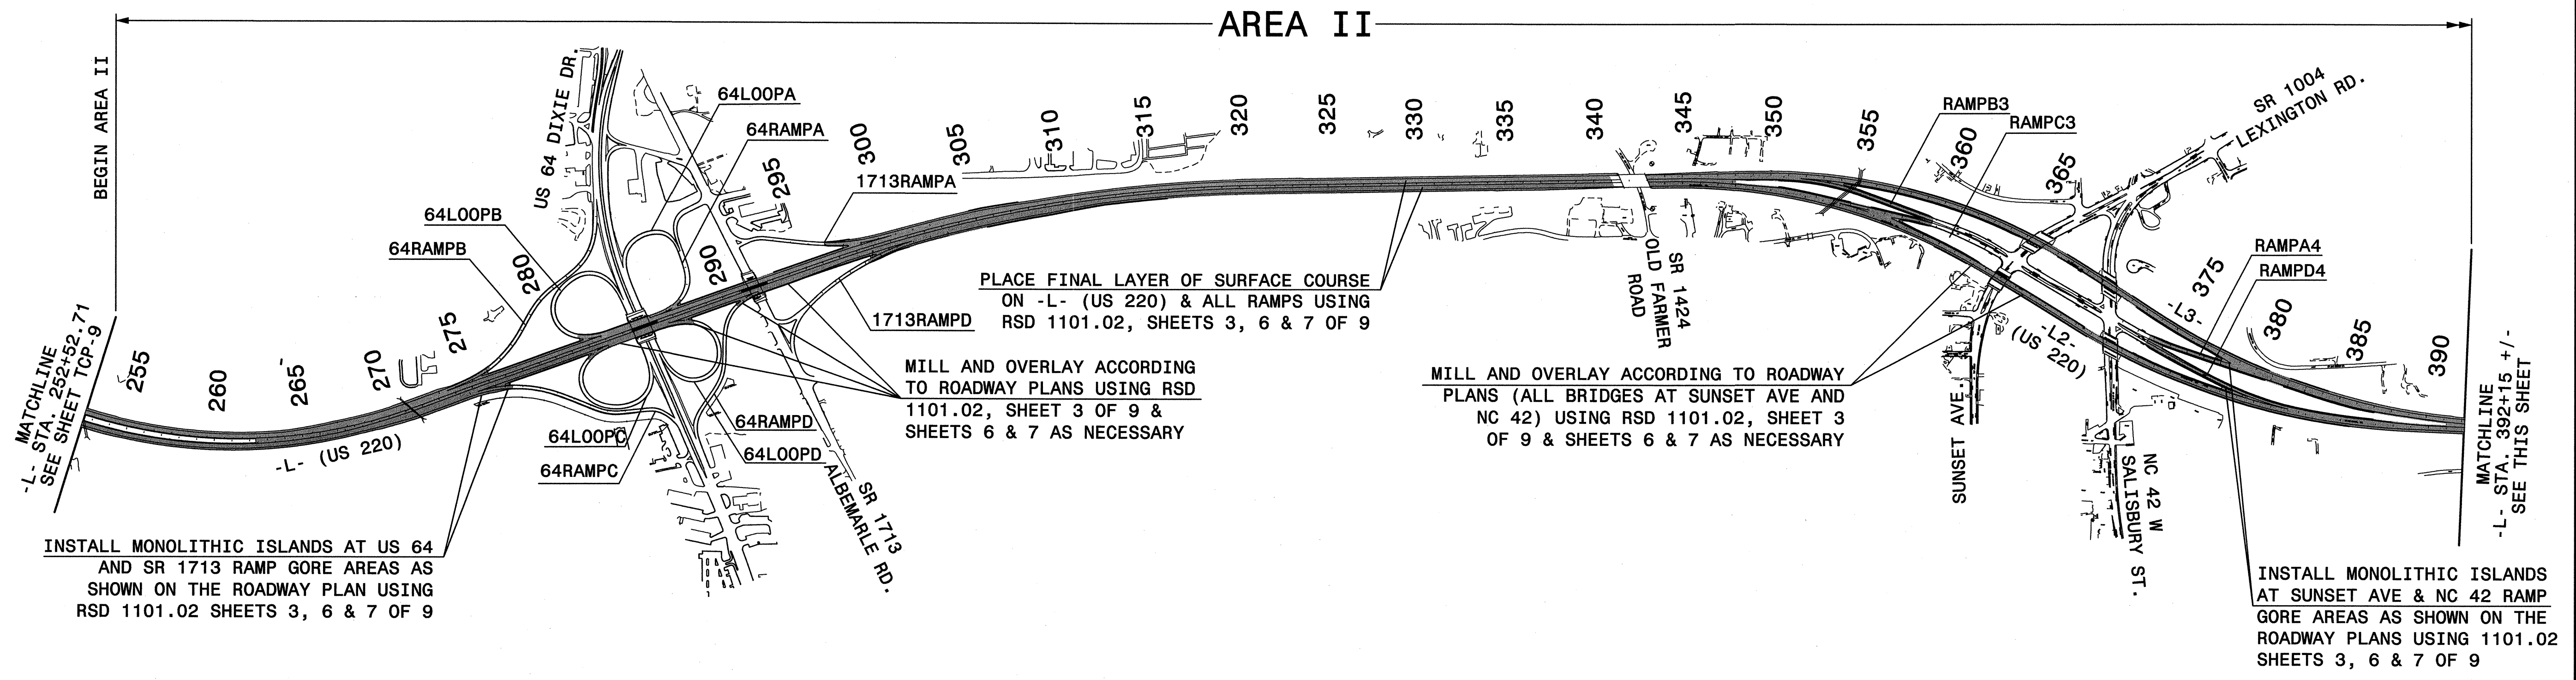 AREA II
BEGIN AREA II
MATCHLINE
-L- STA. 252+52.71
SEE SHEET TCP-9
255
260
265
270
275
280
290
295
300
305
310
315
320
325
330
335
340
345
350
355
360
365
375
380
385
390
US 64 DIXIE DR.
64LOOPA
64RAMPA
1713RAMPA
64LOOPB
64RAMPB
1713RAMPD
64RAMPD
64LOOPD
64LOOPC
64RAMPC
-L- (US 220)
SR 1713
ALBEMARLE RD.
INSTALL MONOLITHIC ISLANDS AT US 64
AND SR 1713 RAMP GORE AREAS AS
SHOWN ON THE ROADWAY PLAN USING
RSD 1101.02 SHEETS 3, 6 & 7 OF 9
PLACE FINAL LAYER OF SURFACE COURSE
ON -L- (US 220) & ALL RAMPS USING
RSD 1101.02, SHEETS 3, 6 & 7 OF 9
MILL AND OVERLAY ACCORDING
TO ROADWAY PLANS USING RSD
1101.02, SHEET 3 OF 9 &
SHEETS 6 & 7 AS NECESSARY
SR 1424
OLD FARMER
ROAD
MILL AND OVERLAY ACCORDING TO ROADWAY
PLANS (ALL BRIDGES AT SUNSET AVE AND
NC 42) USING RSD 1101.02, SHEET 3
OF 9 & SHEETS 6 & 7 AS NECESSARY
RAMPB3
RAMPC3
SR 1004
LEXINGTON RD.
RAMPA4
RAMPD4
-L3-
-L2-
(US 220)
SUNSET AVE.
NC 42 W
SALISBURY ST.
MATCHLINE
-L- STA. 392+15 +/-
SEE THIS SHEET
INSTALL MONOLITHIC ISLANDS
AT SUNSET AVE & NC 42 RAMP
GORE AREAS AS SHOWN ON THE
ROADWAY PLANS USING 1101.02
SHEETS 3, 6 & 7 OF 9